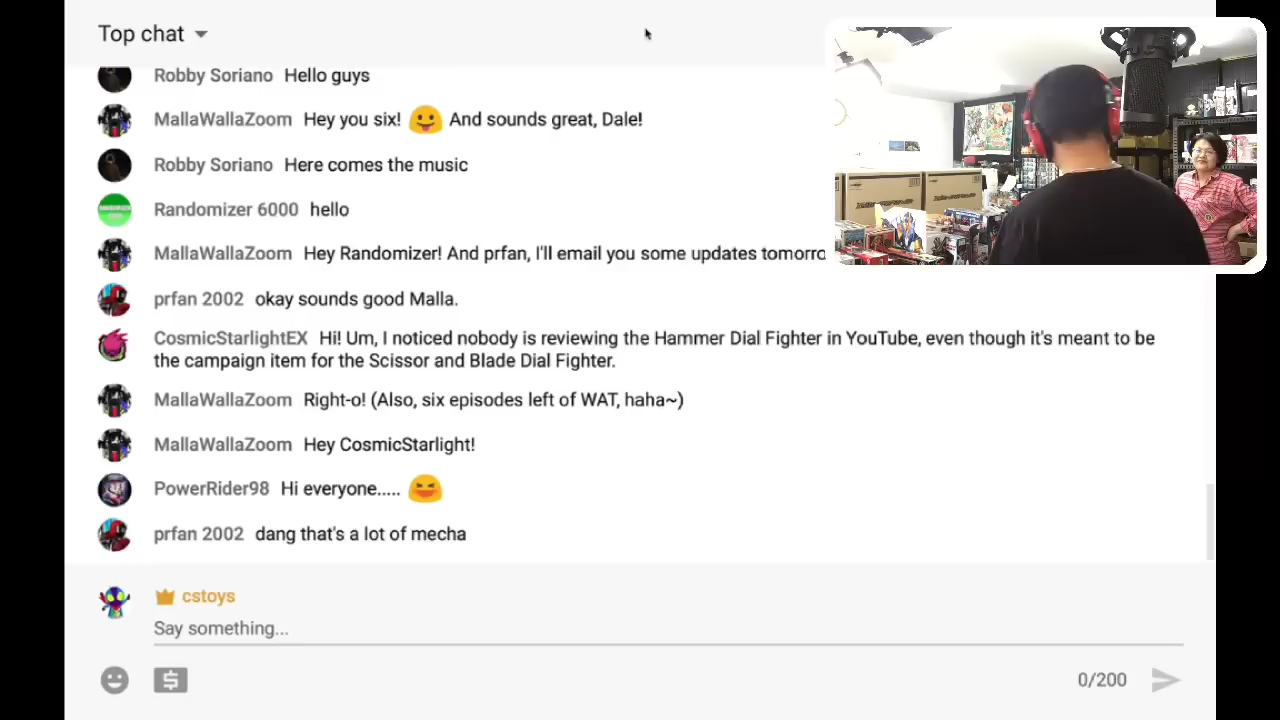 Top chat
Robby Soriano Hello guys
MallaWallaZoom Hey you six! 😛 And sounds great, Dale!
Robby Soriano Here comes the music
Randomizer 6000 hello
MallaWallaZoom Hey Randomizer! And prfan, I'll email you some updates tomorro
prfan 2002 okay sounds good Malla.
CosmicStarlightEX Hi! Um, I noticed nobody is reviewing the Hammer Dial Fighter in YouTube, even though it's meant to be
the campaign item for the Scissor and Blade Dial Fighter.
MallaWallaZoom Right-o! (Also, six episodes left of WAT, haha~)
MallaWallaZoom Hey CosmicStarlight!
PowerRider98 Hi everyone..... 😆
prfan 2002 dang that's a lot of mecha
cstoys
Say something...
$ 0/200